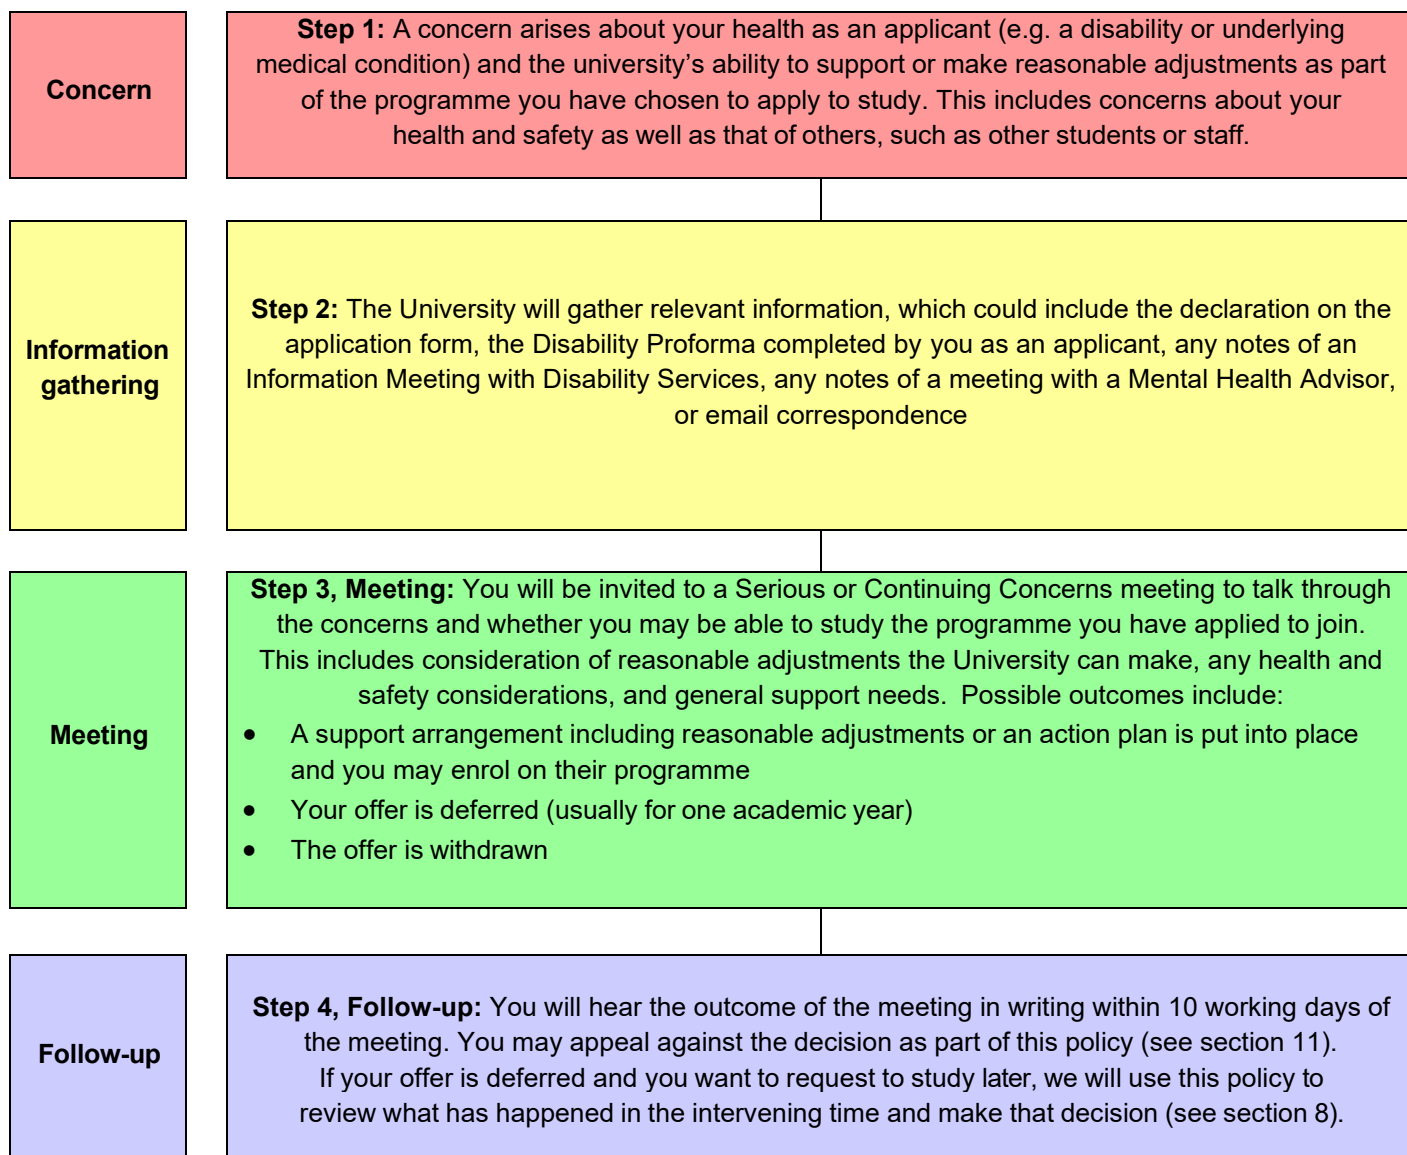 Concern
Step 1: A concern arises about your health as an applicant (e.g. a disability or underlying
medical condition) and the university’s ability to support or make reasonable adjustments as part
of the programme you have chosen to apply to study. This includes concerns about your
health and safety as well as that of others, such as other students or staff.
Information
gathering
Step 2: The University will gather relevant information, which could include the declaration on the
application form, the Disability Proforma completed by you as an applicant, any notes of an
Information Meeting with Disability Services, any notes of a meeting with a Mental Health Advisor,
or email correspondence
Meeting
Step 3, Meeting: You will be invited to a Serious or Continuing Concerns meeting to talk through
the concerns and whether you may be able to study the programme you have applied to join.
This includes consideration of reasonable adjustments the University can make, any health and
safety considerations, and general support needs. Possible outcomes include:
• A support arrangement including reasonable adjustments or an action plan is put into place
and you may enrol on their programme
• Your offer is deferred (usually for one academic year)
• The offer is withdrawn
Follow-up
Step 4, Follow-up: You will hear the outcome of the meeting in writing within 10 working days of
the meeting. You may appeal against the decision as part of this policy (see section 11).
If your offer is deferred and you want to request to study later, we will use this policy to
review what has happened in the intervening time and make that decision (see section 8).